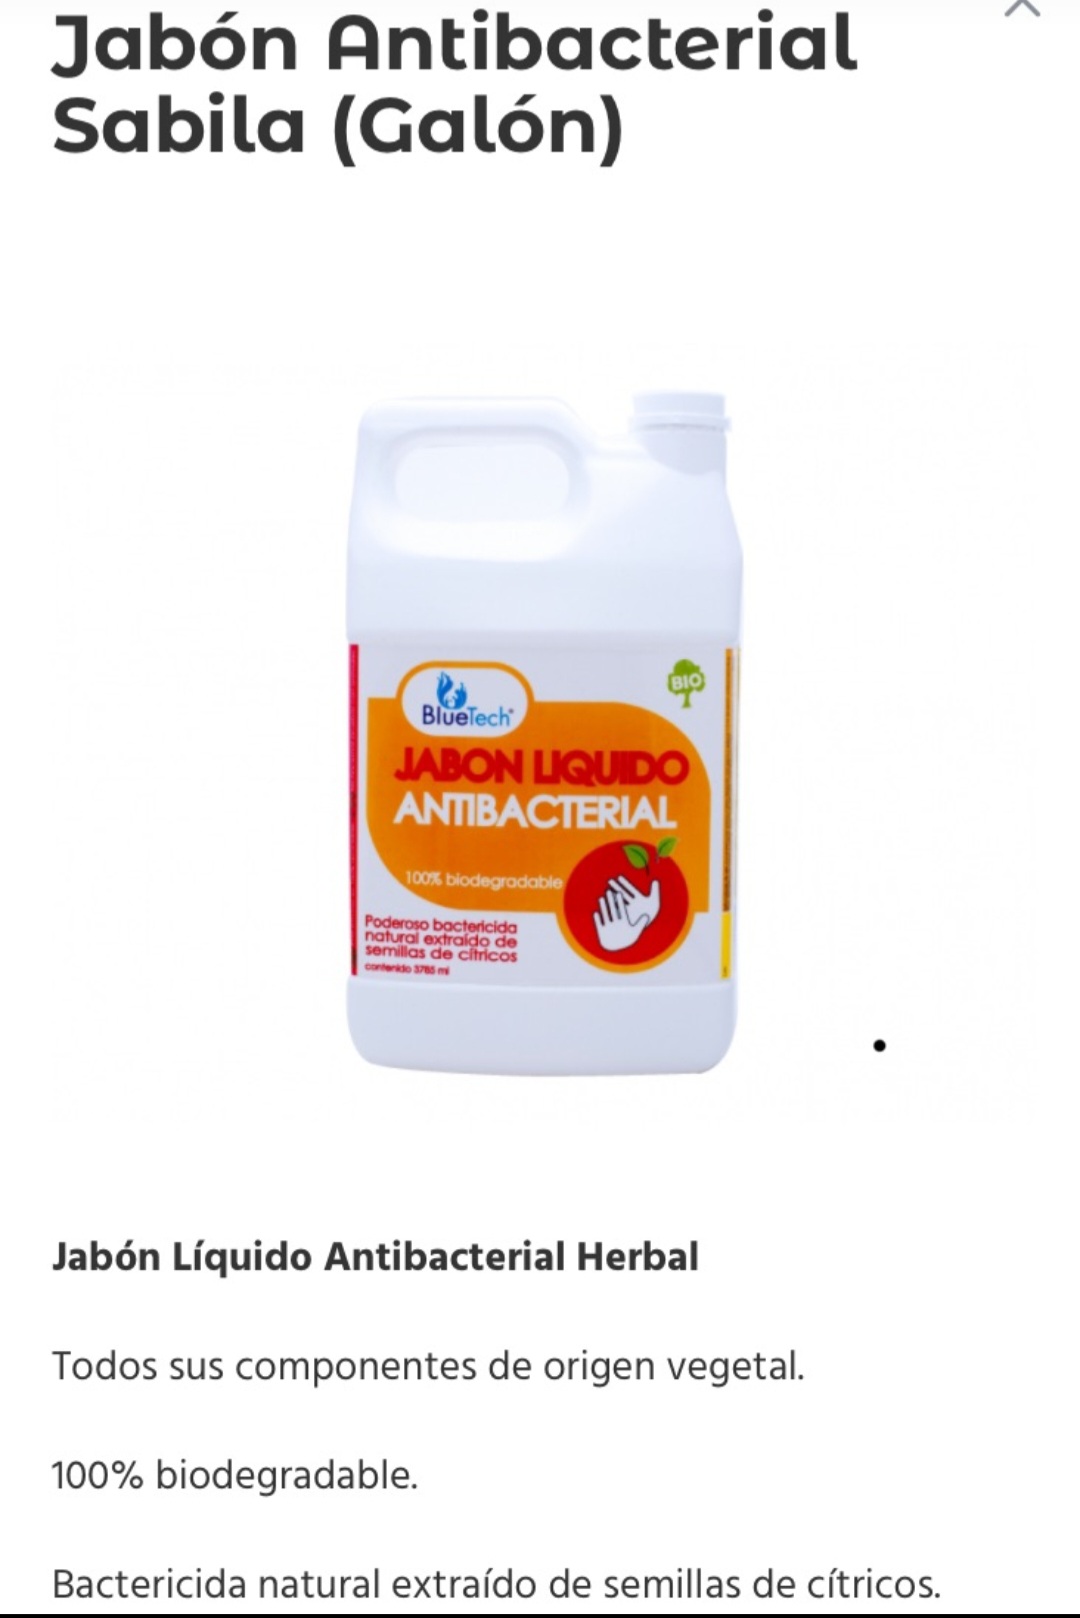 Jabón Antibacterial
Sabila (Galón)
BlueTech®
BIO
JABON LIQUIDO
ANTIBACTERIAL
100% biodegradable
Poderoso bactericida
natural extraído de
semillas de cítricos
contenido 3785 ml
Jabón Líquido Antibacterial Herbal
Todos sus componentes de origen vegetal.
100% biodegradable.
Bactericida natural extraído de semillas de cítricos.